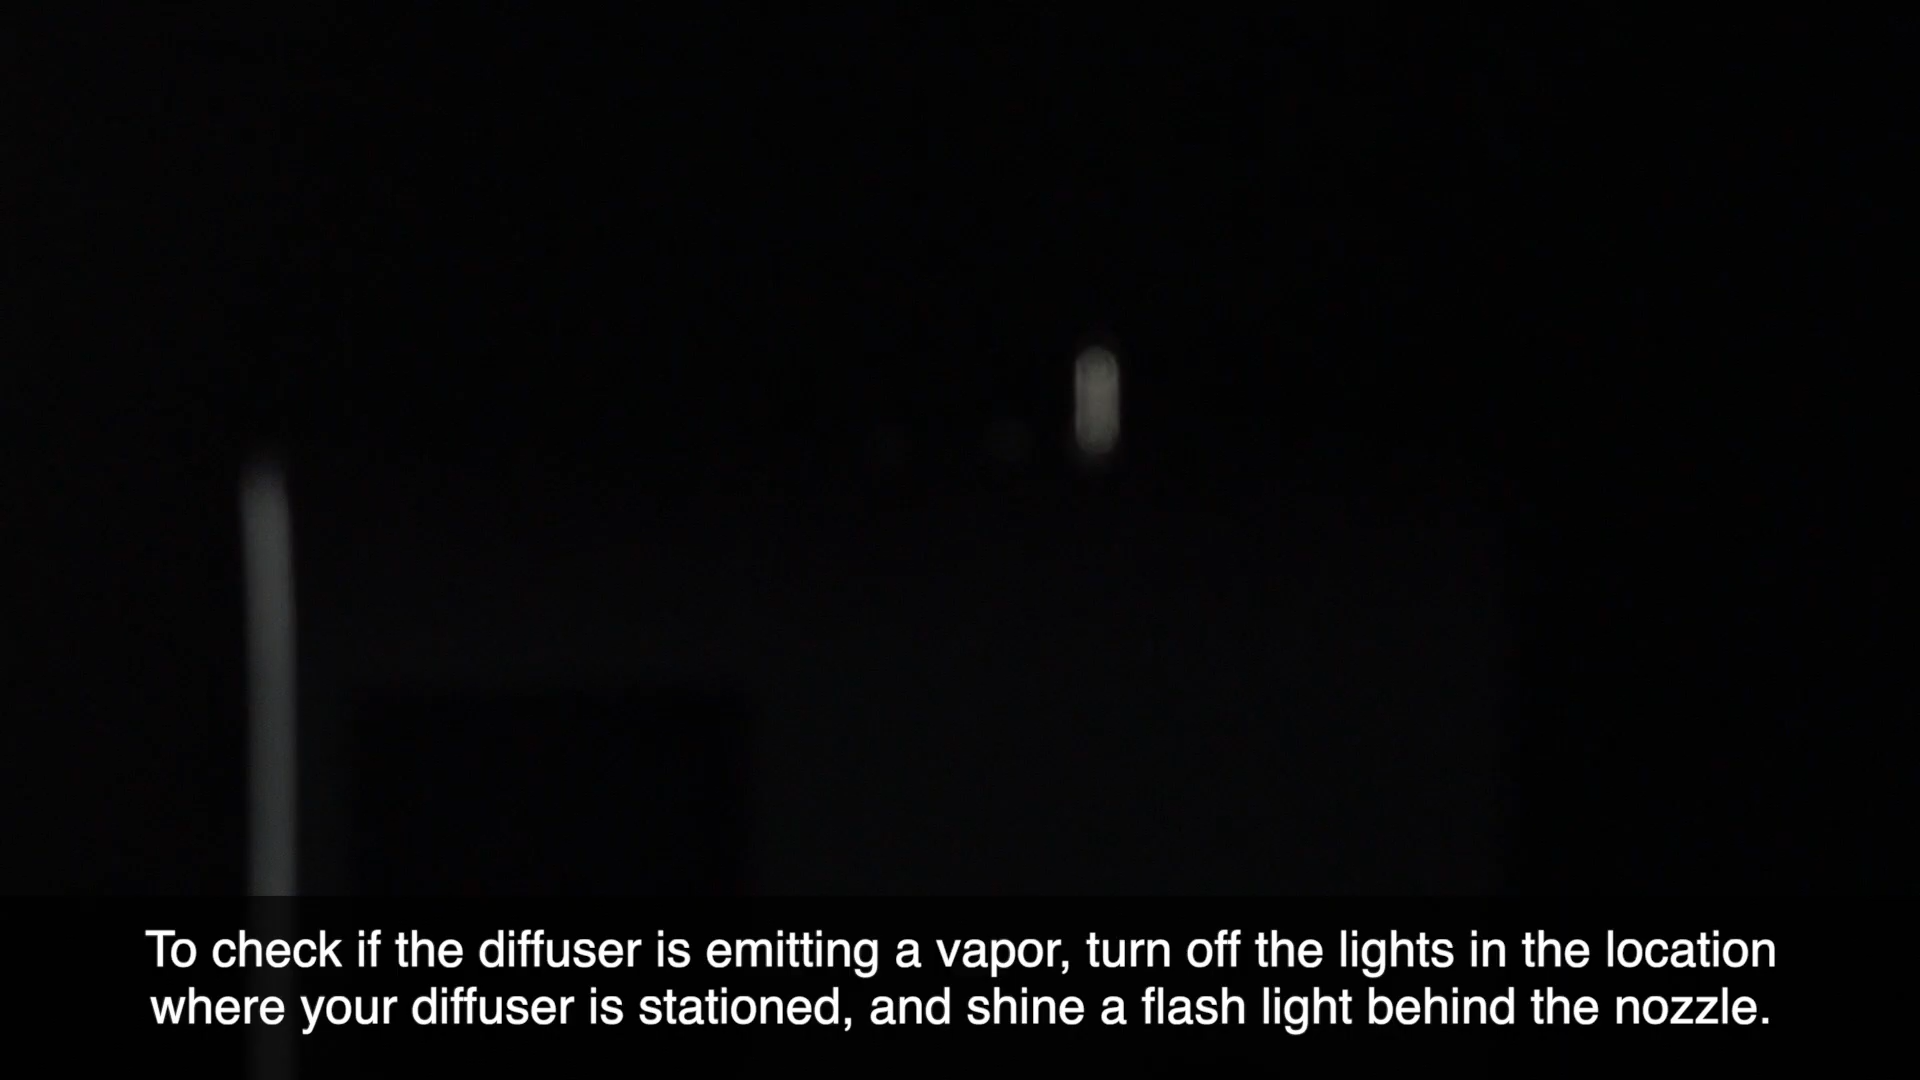 To check if the diffuser is emitting a vapor, turn off the lights in the location
where your diffuser is stationed, and shine a flash light behind the nozzle.